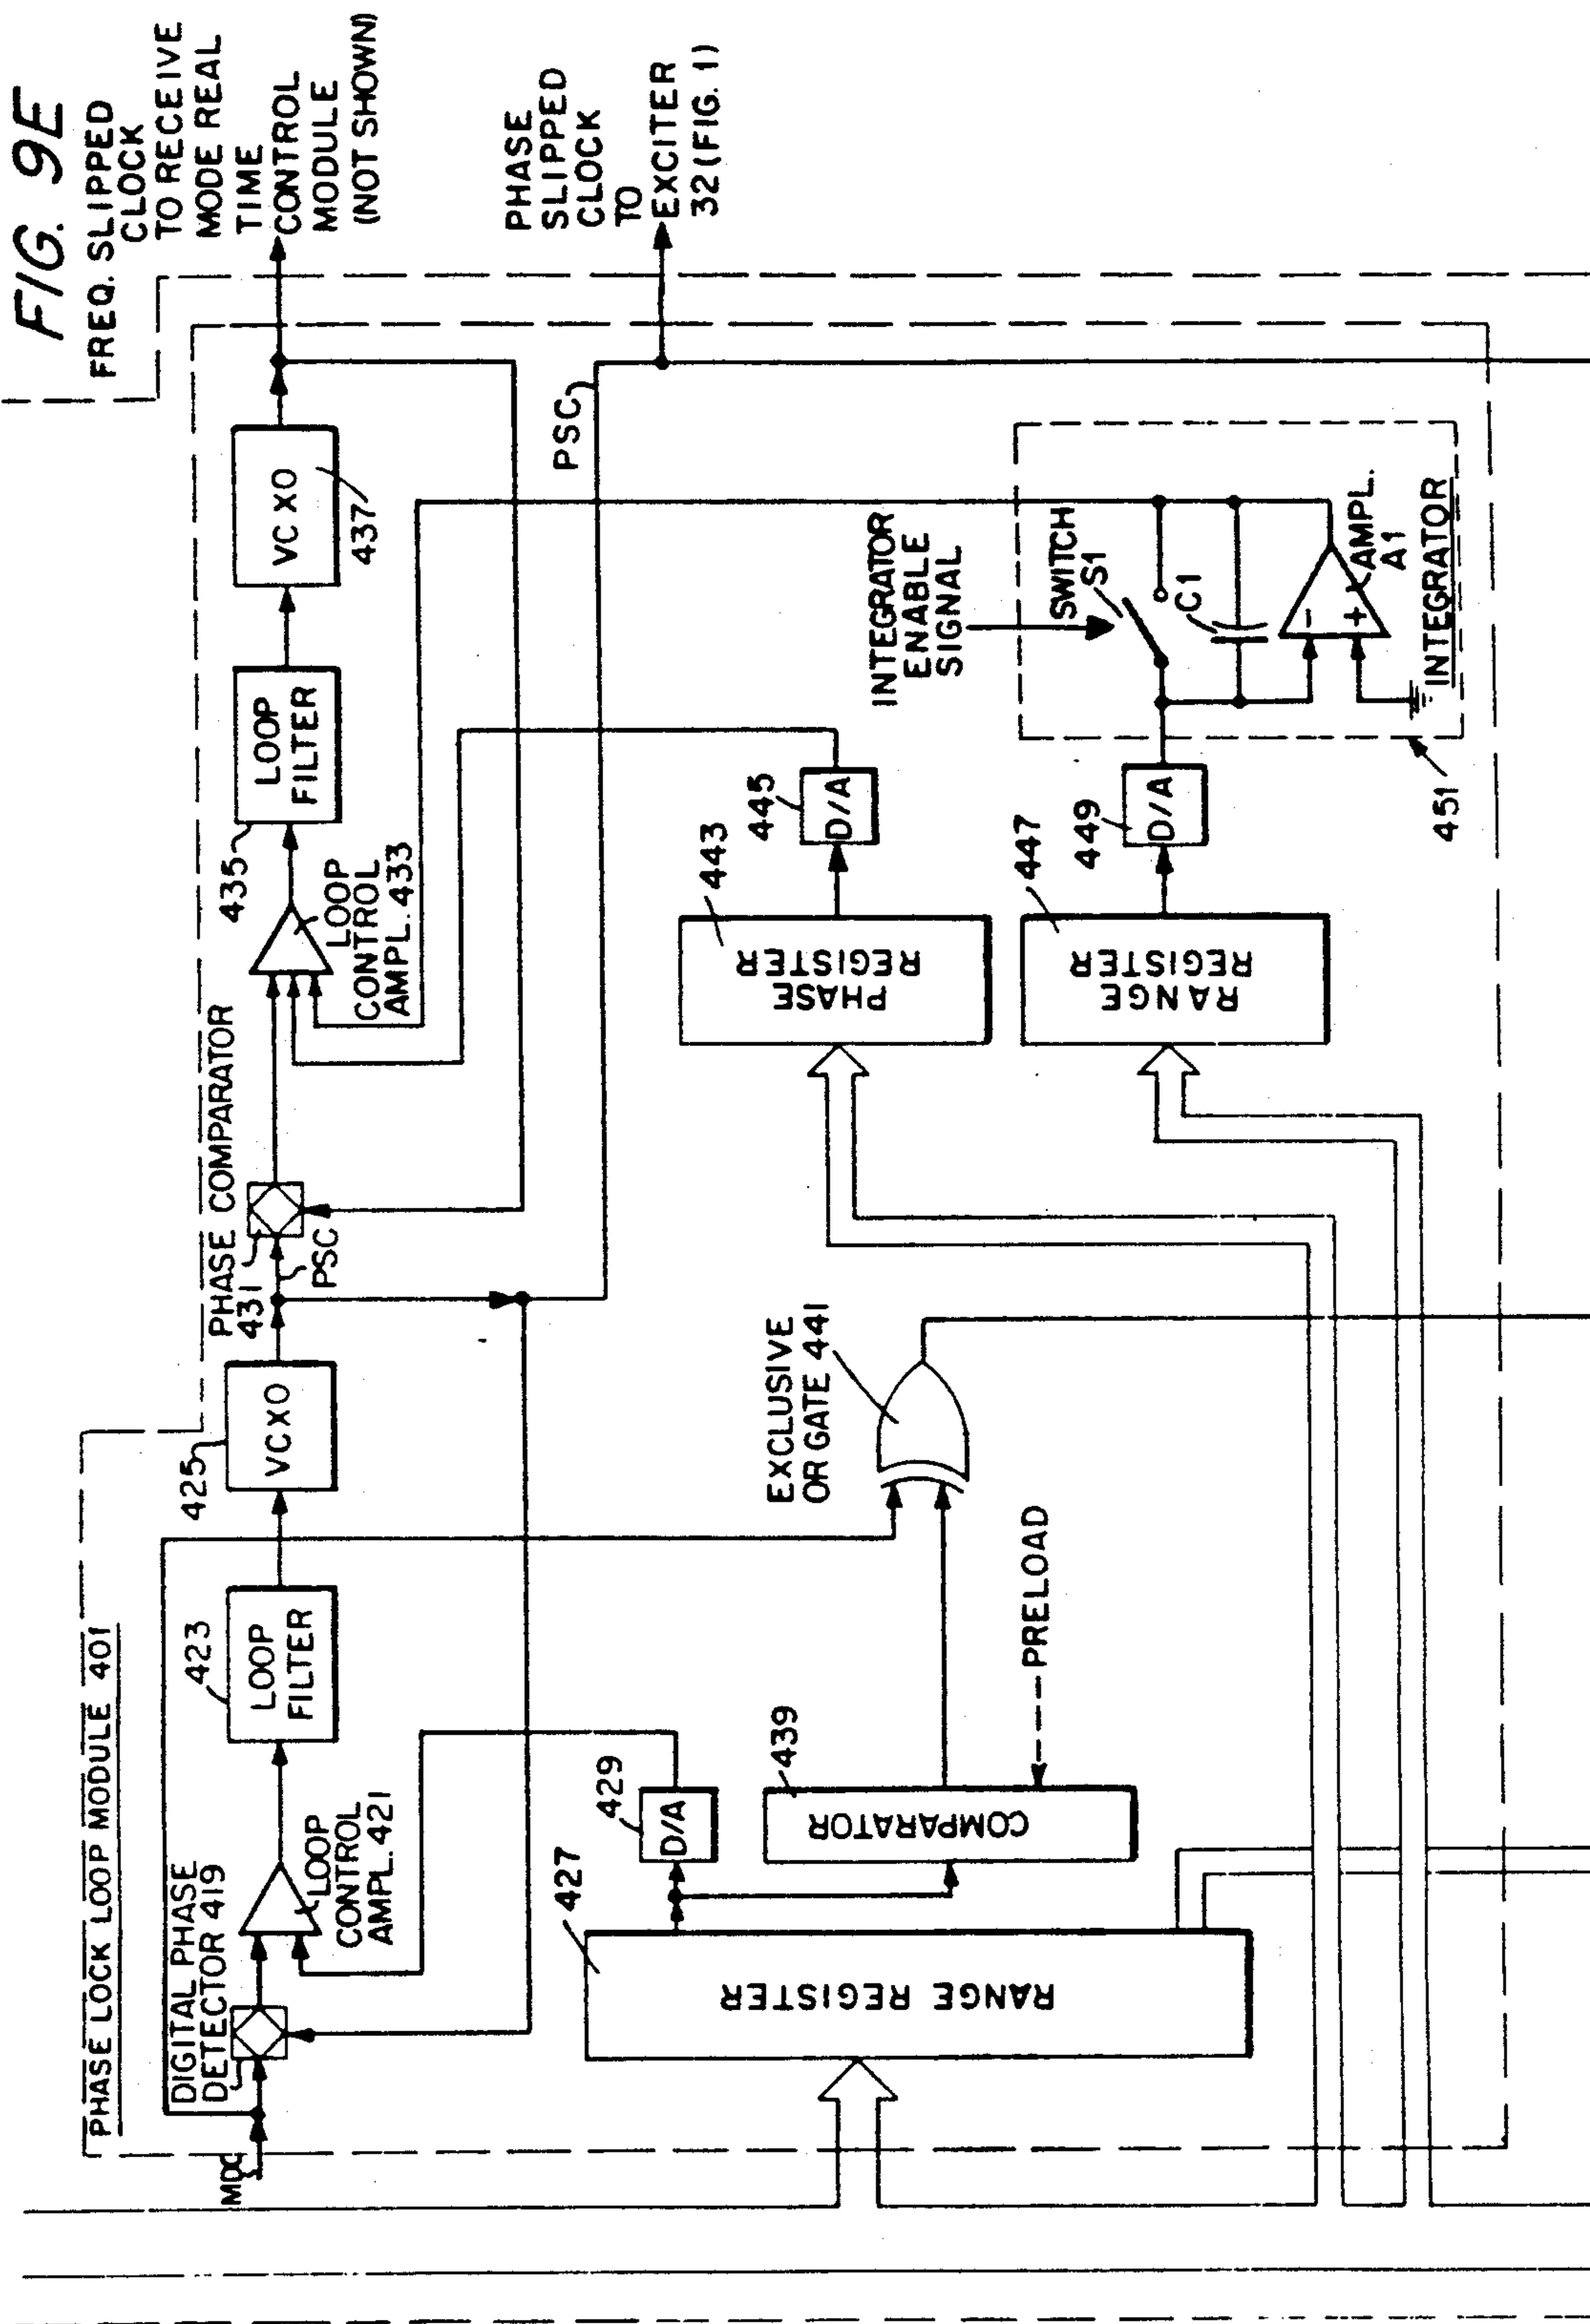 FIG. 9E
FREQ. SLIPPED
CLOCK
TO RECEIVE
MODE REAL
TIME
CONTROL
MODULE
(NOT SHOWN)
PHASE
SLIPPED
CLOCK
TO
EXCITER
32 (FIG. 1)
PHASE LOCK LOOP MODULE 401
MDC
DIGITAL PHASE
DETECTOR 419
LOOP
CONTROL
AMPL. 421
423
LOOP
FILTER
425
VCXO
PHASE COMPARATOR
431
PSC
LOOP
CONTROL
AMPL. 433
435
LOOP
FILTER
VCXO
437
PSC
427
RANGE REGISTER
429
D/A
439
COMPARATOR
PRELOAD
EXCLUSIVE
OR GATE 441
443
PHASE
REGISTER
445
D/A
447
RANGE
REGISTER
449
D/A
INTEGRATOR
ENABLE
SIGNAL
SWITCH
S1
C1
-
+
AMPL.
A1
INTEGRATOR
451